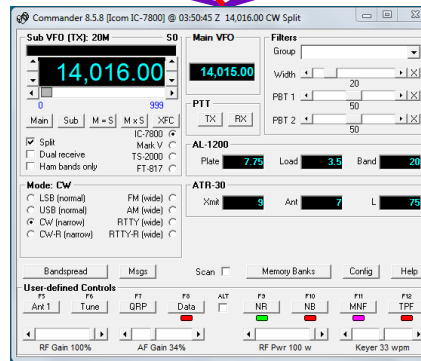 Commander 8.5.8 [Icom IC-7800] @ 03:50:45 Z 14,016.00 CW Split
Sub VFO (TX): 20M S0
14,016.00
0 999
Main Sub M = S M x S XFC
IC-7800
Split Mark V
Dual receive TS-2000
Ham bands only FT-817
Main VFO
14,015.00
PTT
TX RX
Filters
Group
Width X
20
PBT 1 X
50
PBT 2 X
50
AL-1200
Plate 7.75 Load 3.5 Band 20
Mode: CW
LSB (normal) FM (wide)
USB (normal) AM (wide)
CW (narrow) RTTY (wide)
CW-R (narrow) RTTY-R (wide)
ATR-30
Xmit 9 Ant 7 L 75
Bandspread Msgs Scan Memory Banks Config Help
User-defined Controls
F5 F6 F7 F8 ALT F9 F10 F11 F12
Ant 1 Tune QRP Data NR NB MNF TPF
RF Gain 100% AF Gain 34% RF Pwr 100 w Keyer 33 wpm